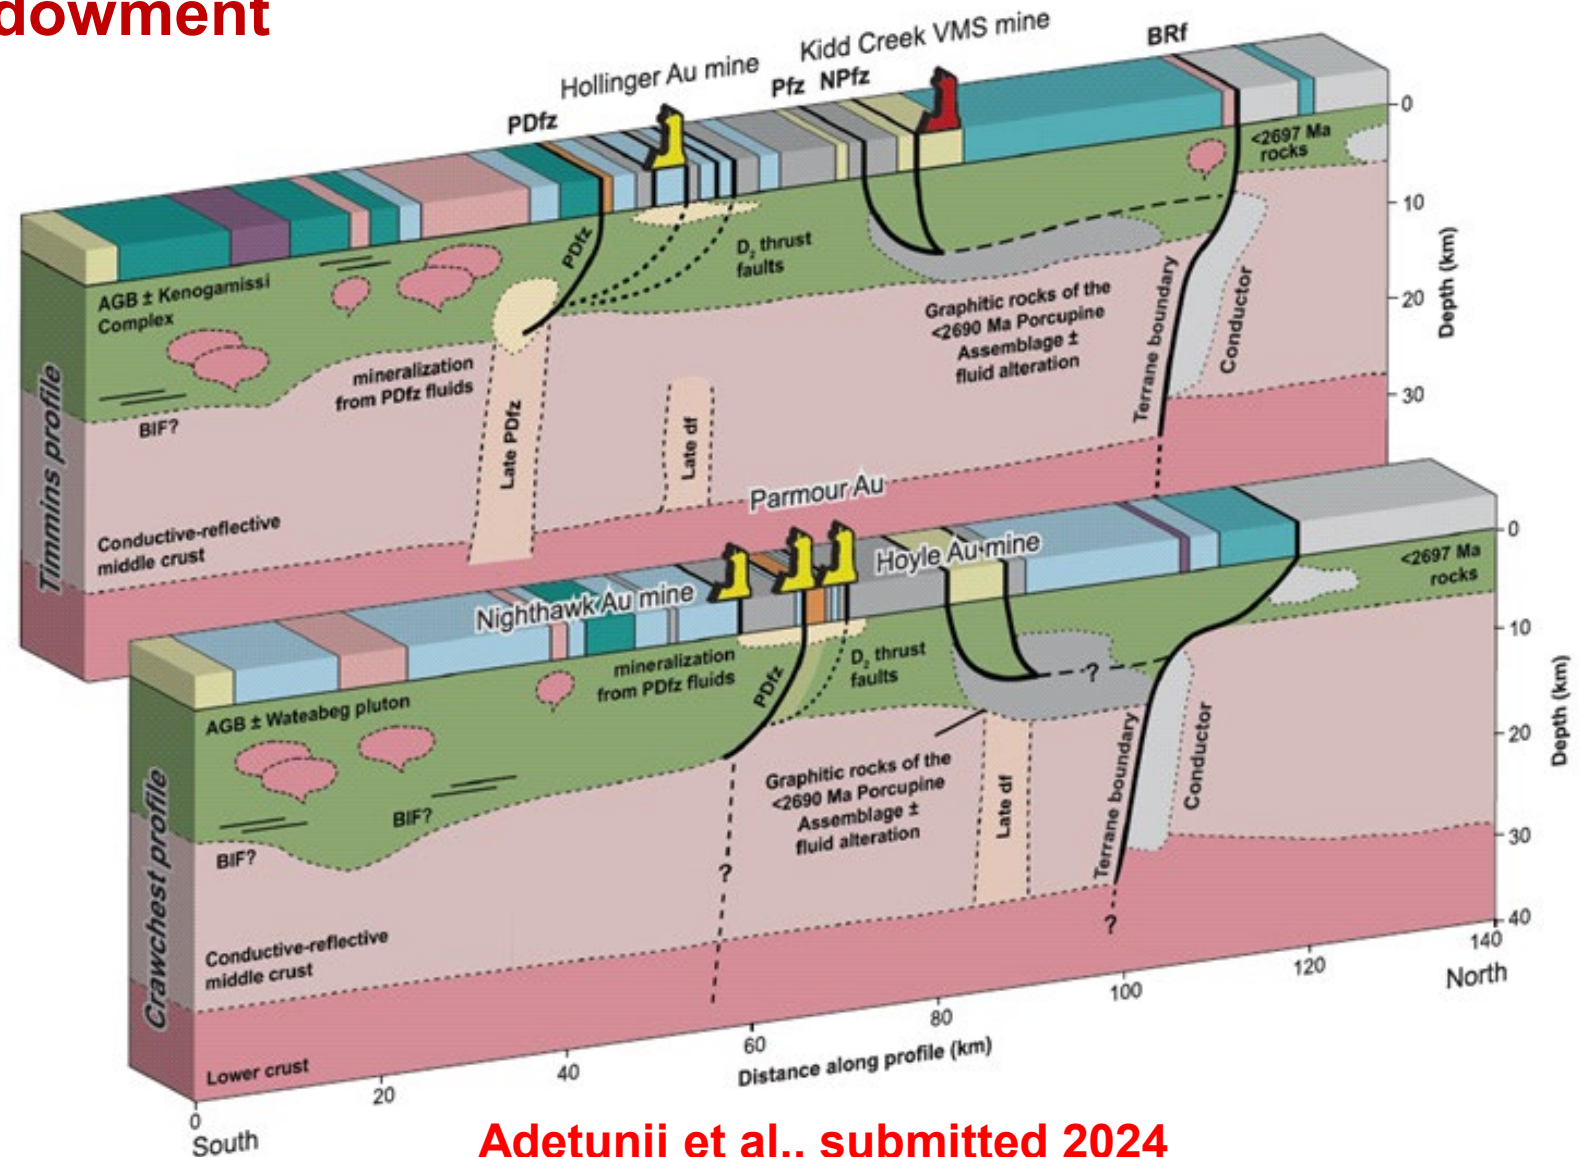 dowment
Hollinger Au mine
Kidd Creek VMS mine
BRf
PDfz
Pfz NPfz
0
<2697 Ma
rocks
10
PDfz
D2 thrust
faults
AGB ± Kenogamissi
Complex
20
Depth (km)
Graphitic rocks of the
<2690 Ma Porcupine
Assemblage ±
fluid alteration
Terrane boundary
Conductor
mineralization
from PDfz fluids
30
BIF?
Late PDfz
Late df
Timmins profile
Conductive-reflective
middle crust
Parmour Au
Hoyle Au mine
Nighthawk Au mine
0
<2697 Ma
rocks
10
mineralization
from PDfz fluids
PDfz
D2 thrust
faults
?
AGB ± Wateabeg pluton
20
Depth (km)
Graphitic rocks of the
<2690 Ma Porcupine
Assemblage ±
fluid alteration
Late df
Terrane boundary
Conductor
BIF?
BIF?
30
?
?
40
Crawchest profile
Conductive-reflective
middle crust
Lower crust
0
20
40
60
80
100
120
140
South
Distance along profile (km)
North
Adetunii et al., submitted 2024